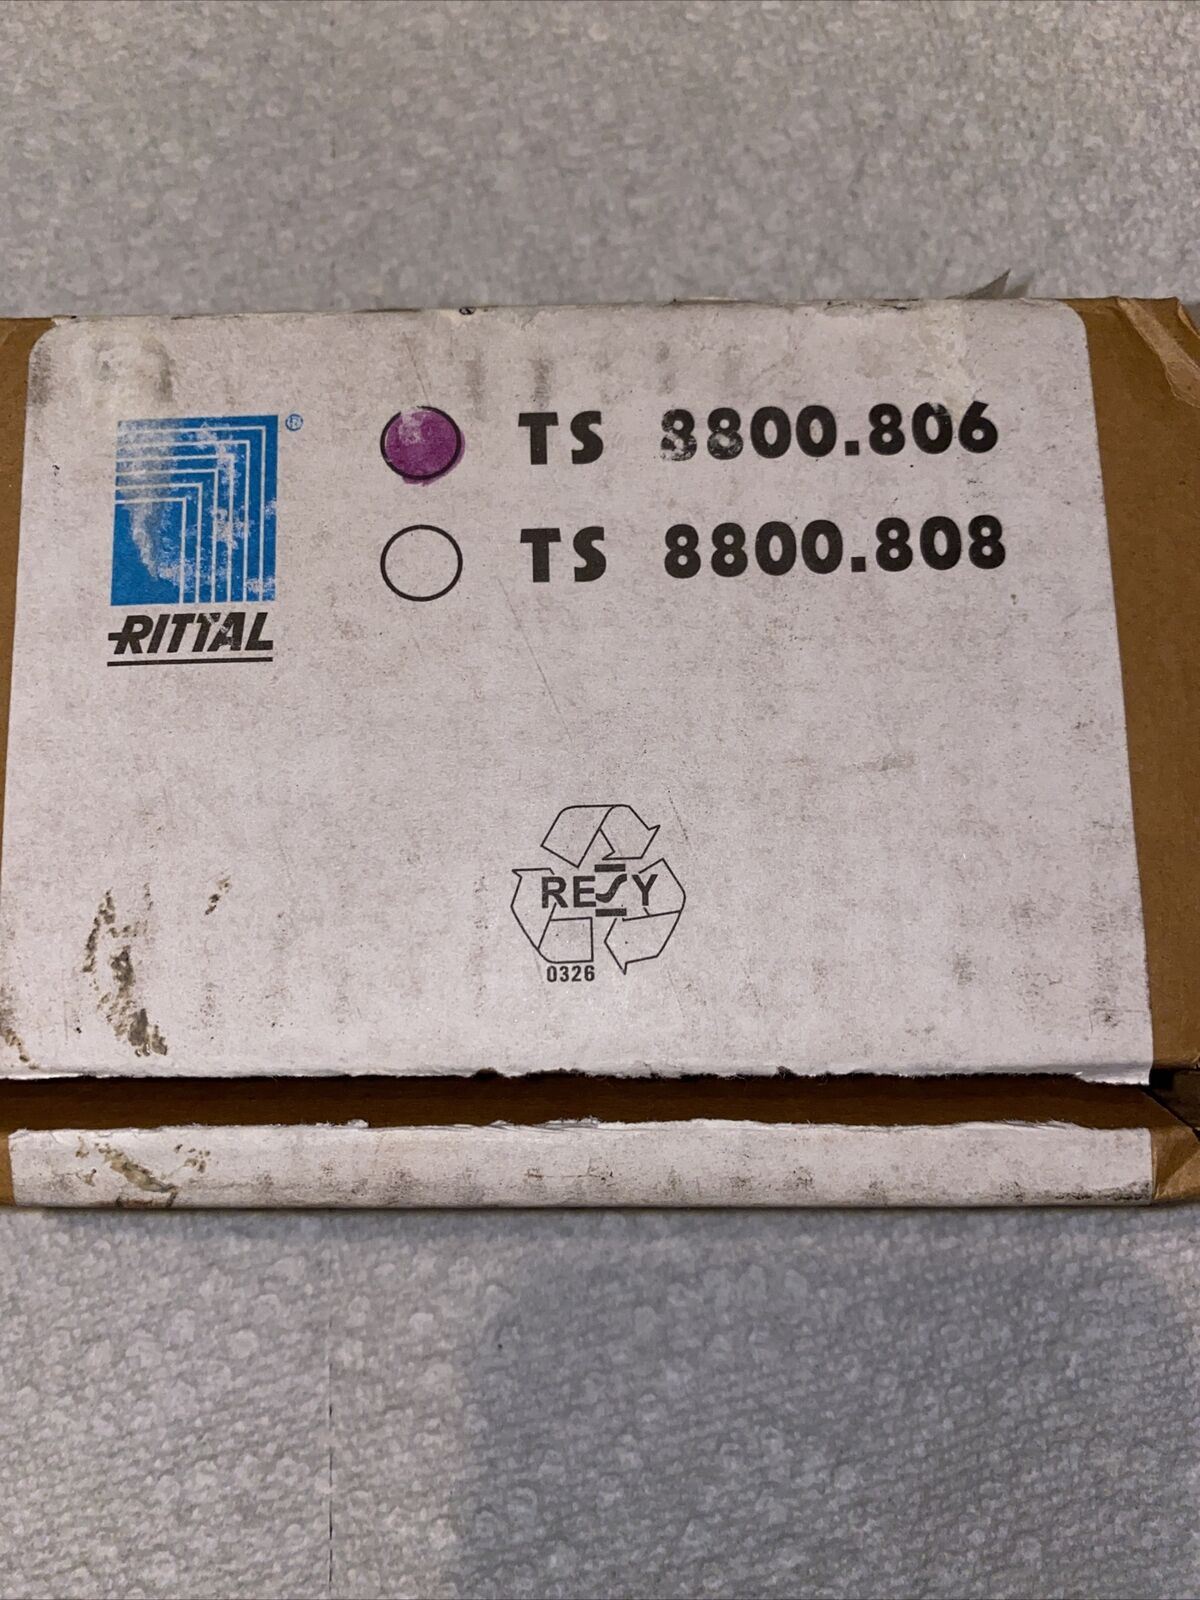 ®
TS 8800.806
TS 8800.808
RITTAL
RESY
0326